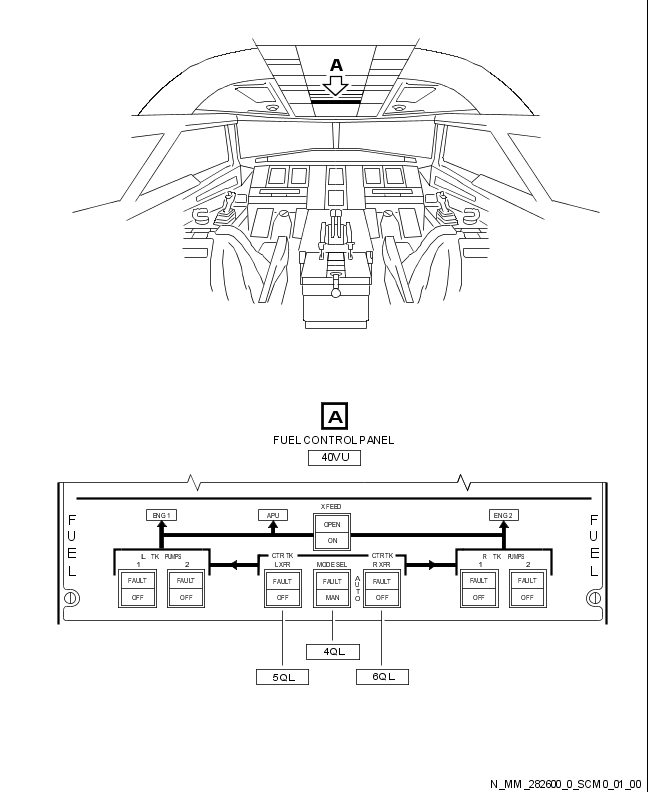 A
A
FUEL CONTROL PANEL
40VU
FUEL
FUEL
X FEED
ENG 1
APU
OPEN
ENG 2
ON
L TK PUMPS
CTR TK
CTR TK
R TK PUMPS
1
2
L XFR
MODE SEL
R XFR
1
2
FAULT
FAULT
FAULT
FAULT
AUTO
FAULT
FAULT
FAULT
OFF
OFF
OFF
MAN
OFF
OFF
OFF
4QL
5QL
6QL
N_MM_282600_0_SCM0_01_00